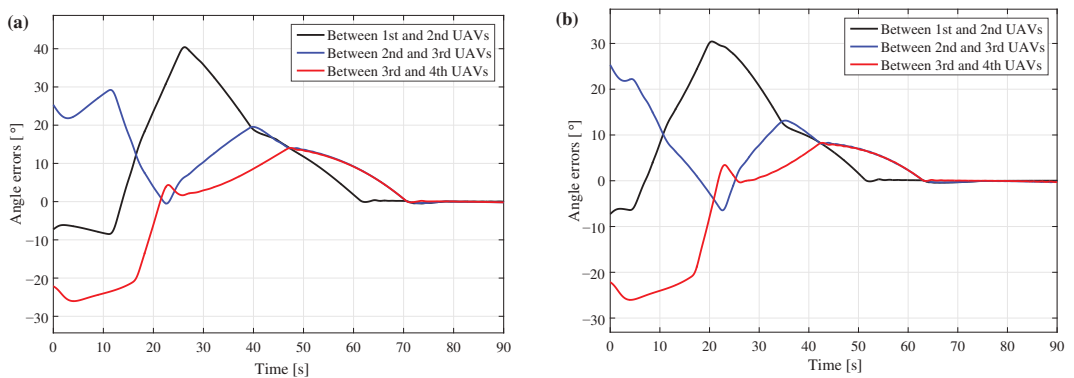 (a)
Between 1st and 2nd UAVs
Between 2nd and 3rd UAVs
Between 3rd and 4th UAVs
Angle errors [ °]
40
30
20
10
0
−10
−20
−30
0 10 20 30 40 50 60 70 80 90
Time [s]
(b)
Between 1st and 2nd UAVs
Between 2nd and 3rd UAVs
Between 3rd and 4th UAVs
Angle errors [ °]
30
20
10
0
−10
−20
−30
0 10 20 30 40 50 60 70 80 90
Time [s]